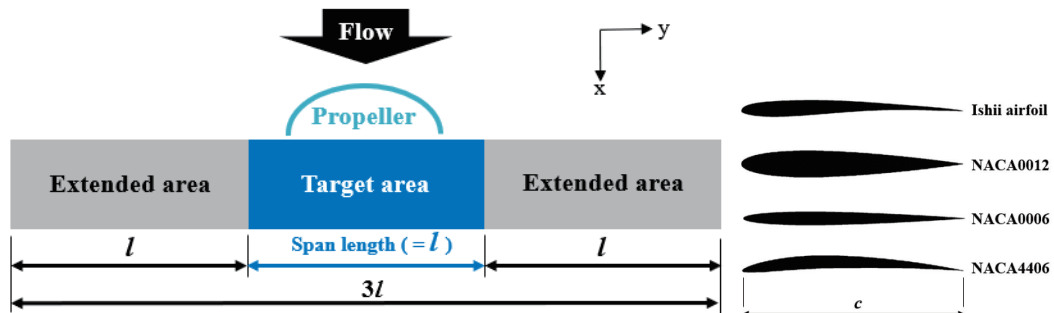 Flow
y
x
Propeller
Extended area
Target area
Extended area
l
Span length ( = l )
l
3l
Ishii airfoil
NACA0012
NACA0006
NACA4406
c